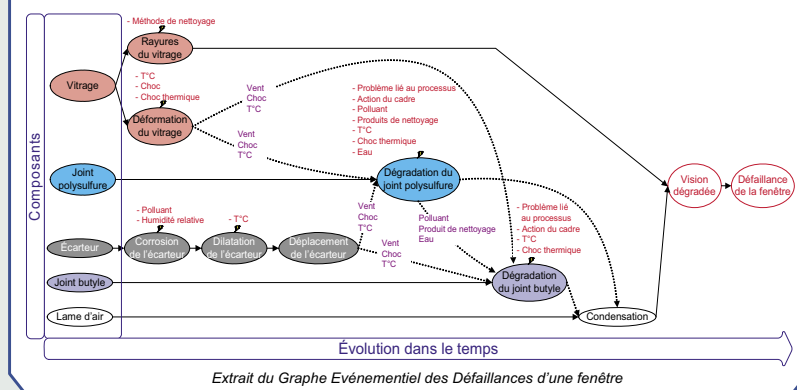 Composants
- Méthode de nettoyage
Rayures
du vitrage
Vitrage
- T°C
- Choc
- Choc thermique
Déformation
du vitrage
Vent
Choc
T°C
Vent
Choc
T°C
- Problème lié au processus
- Action du cadre
- Polluant
- Produits de nettoyage
- T°C
- Choc thermique
- Eau
Joint
polysulfure
Dégradation du
joint polysulfure
Vision
dégradée
Défaillance
de la fenêtre
- Polluant
- Humidité relative
- T°C
Vent
Choc
T°C
Polluant
Produit de nettoyage
Eau
- Problème lié
au processus
- Action du cadre
- T°C
- Choc thermique
Écarteur
Corrosion
de l'écarteur
Dilatation
de l'écarteur
Déplacement
de l'écarteur
Vent
Choc
T°C
Joint butyle
Dégradation
du joint butyle
Lame d'air
Condensation
Évolution dans le temps
Extrait du Graphe Evénementiel des Défaillances d'une fenêtre